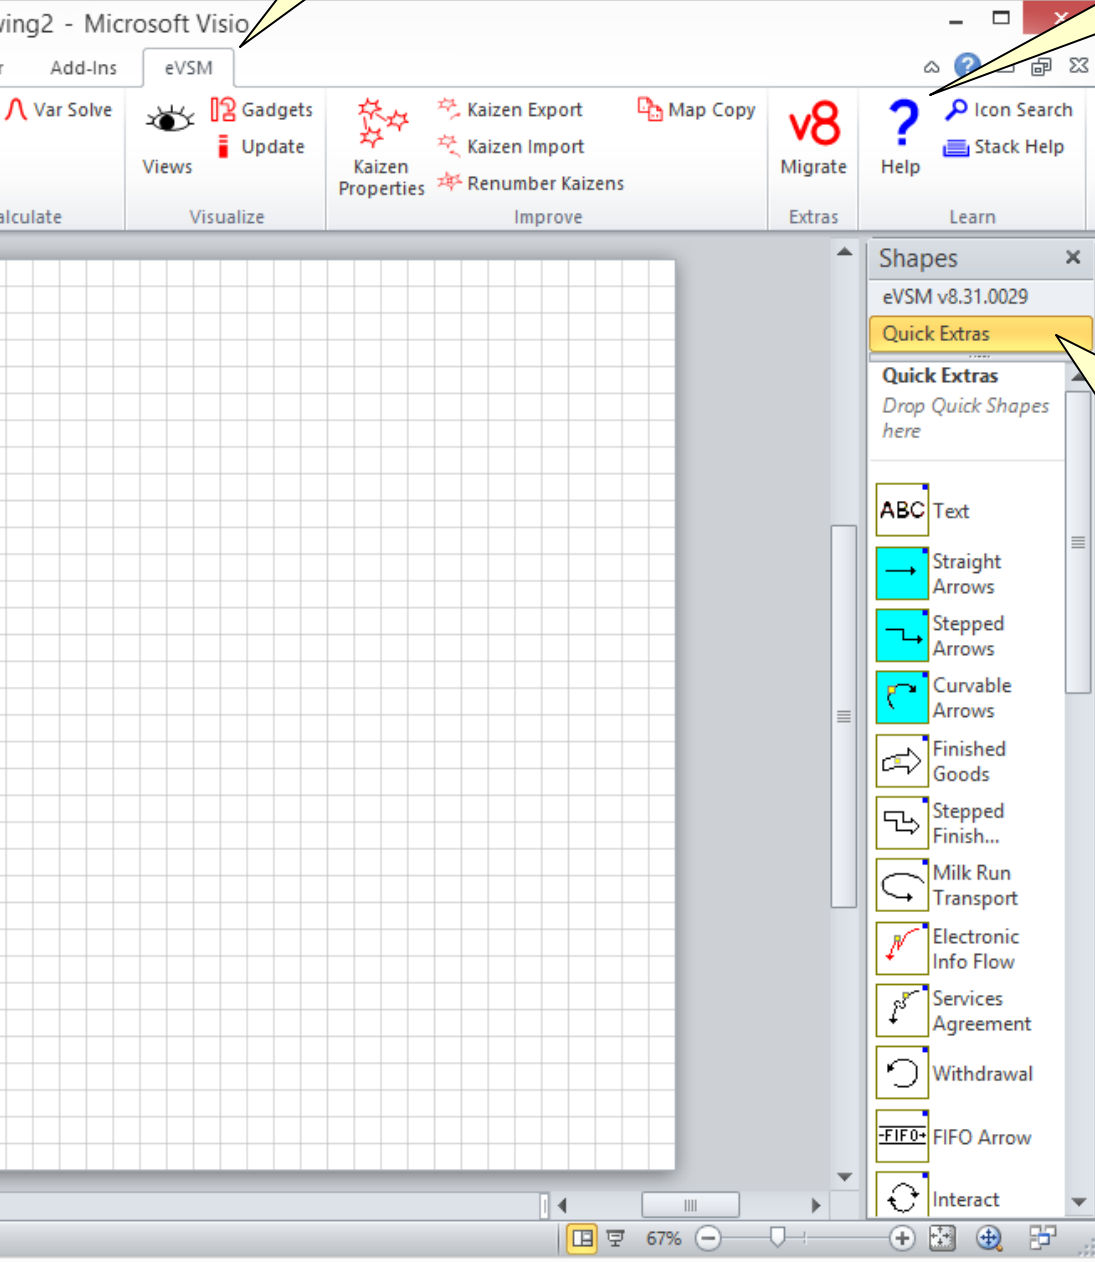 ving2 - Microsoft Visio
r Add-Ins eVSM
Var Solve
Views
Gadgets
Update
Kaizen
Properties
Kaizen Export
Kaizen Import
Renumber Kaizens
Map Copy
v8
Migrate
?
Help
Icon Search
Stack Help
alculate
Visualize
Improve
Extras
Learn
Shapes
eVSM v8.31.0029
Quick Extras
Quick Extras
Drop Quick Shapes
here
ABC Text
Straight
Arrows
Stepped
Arrows
Curvable
Arrows
Finished
Goods
Stepped
Finish...
Milk Run
Transport
Electronic
Info Flow
Services
Agreement
Withdrawal
-FIFO→ FIFO Arrow
Interact
67%